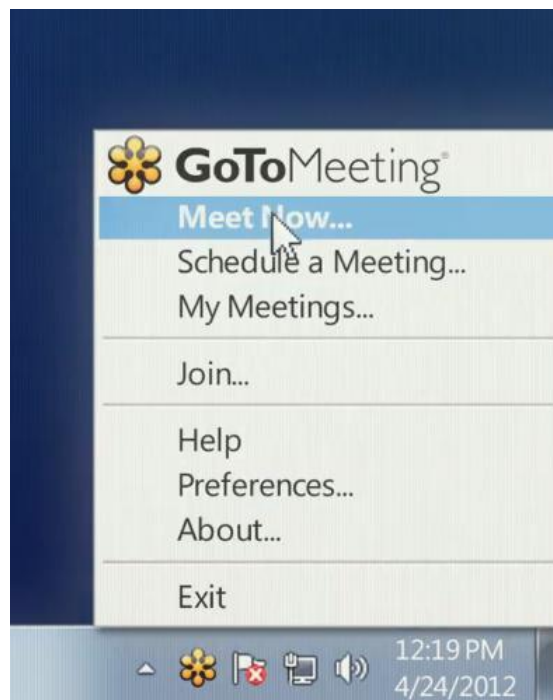 GoToMeeting®
Meet Now...
Schedule a Meeting...
My Meetings...
Join...
Help
Preferences...
About...
Exit
12:19 PM
4/24/2012